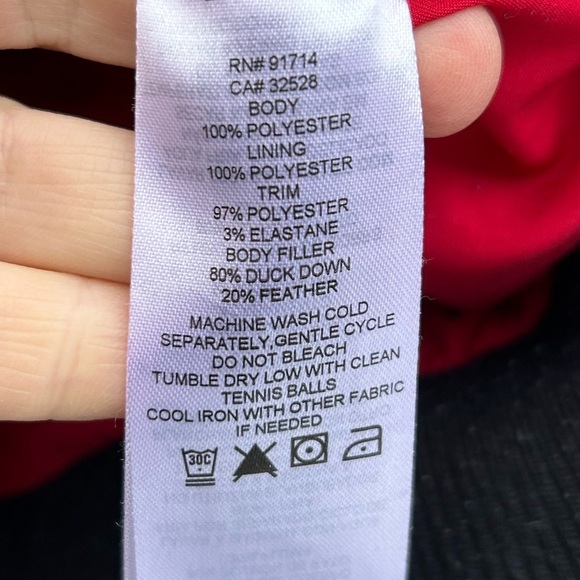 RN# 91714
CA# 32528
BODY
100% POLYESTER
LINING
100% POLYESTER
TRIM
97% POLYESTER
3% ELASTANE
BODY FILLER
80% DUCK DOWN
20% FEATHER
MACHINE WASH COLD
SEPARATELY,GENTLE CYCLE
DO NOT BLEACH
TUMBLE DRY LOW WITH CLEAN
TENNIS BALLS
COOL IRON WITH OTHER FABRIC
IF NEEDED
30C